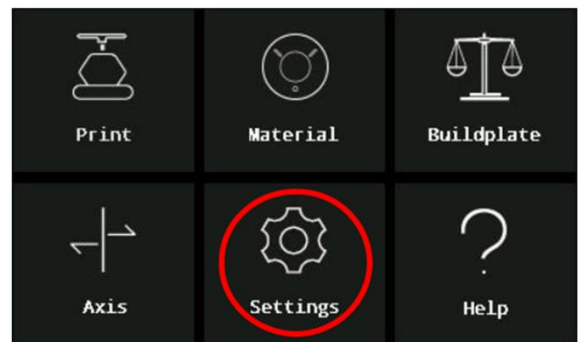 Print
Material
Buildplate
Axis
Settings
Help